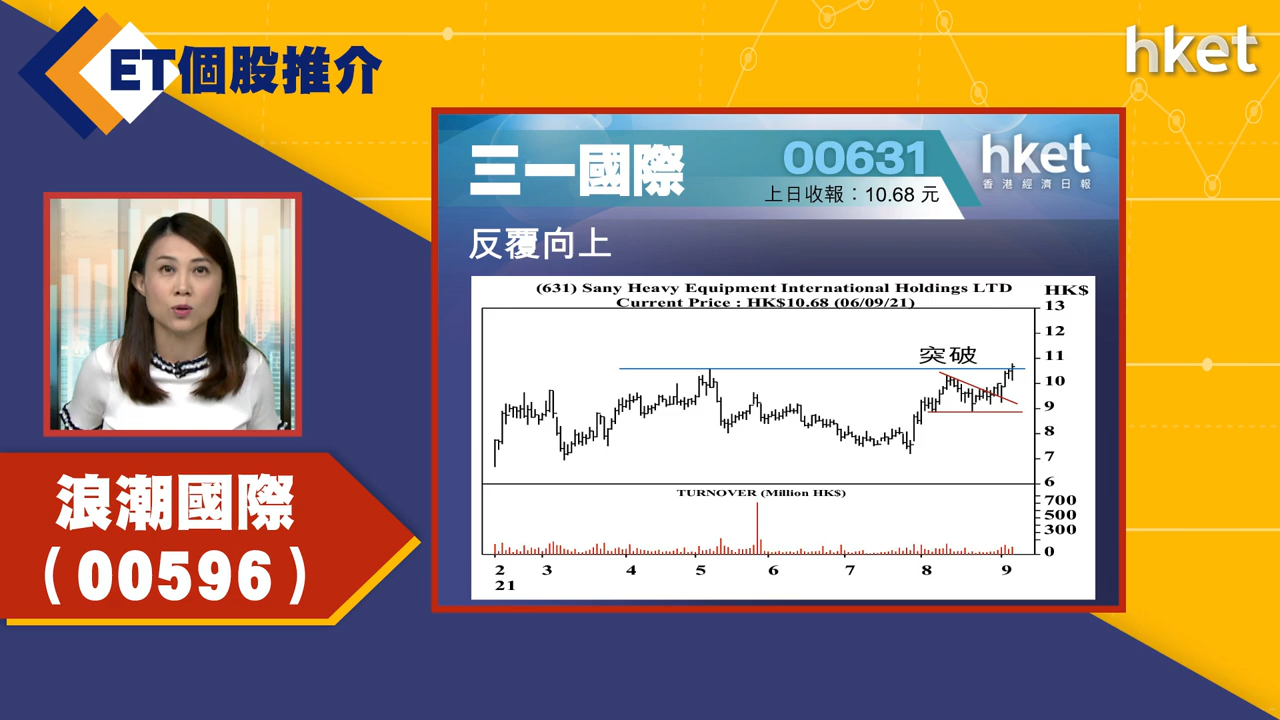 ET個股推介
hket
三一國際
00631
上日收報：10.68 元
hket
香港經濟日報
反覆向上
(631) Sany Heavy Equipment International Holdings LTD
Current Price : HK$10.68 (06/09/21)
HK$
13
12
11
10
9
8
7
6
突破
TURNOVER (Million HK$)
700
500
300
0
2 3 4 5 6 7 8 9
21
浪潮國際
（00596）